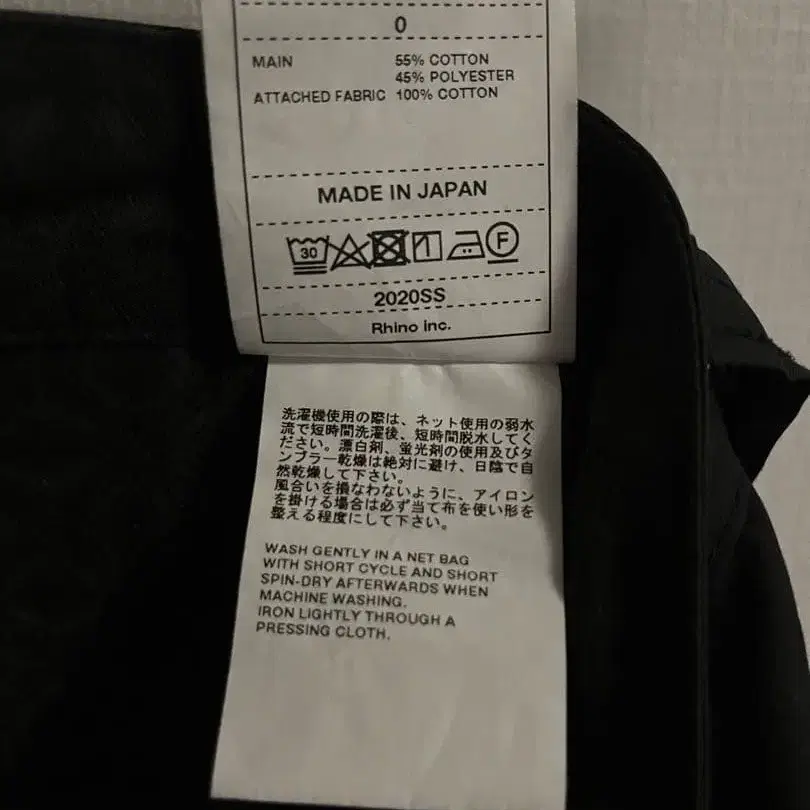 0
MAIN 55% COTTON
45% POLYESTER
ATTACHED FABRIC 100% COTTON
MADE IN JAPAN
30 F
2020SS
Rhino inc.
洗濯機使用の際は、ネット使用の弱水
流で短時間洗濯後、短時間脱水してく
ださい。漂白剤、蛍光剤の使用及びタ
ンブラー乾燥は絶対に避け、日陰で自
然乾燥して下さい。
風合いを損なわないように、アイロン
を掛ける場合は必ず当て布を使い形を
整える程度にして下さい。
WASH GENTLY IN A NET BAG
WITH SHORT CYCLE AND SHORT
SPIN-DRY AFTERWARDS WHEN
MACHINE WASHING.
IRON LIGHTLY THROUGH A
PRESSING CLOTH.